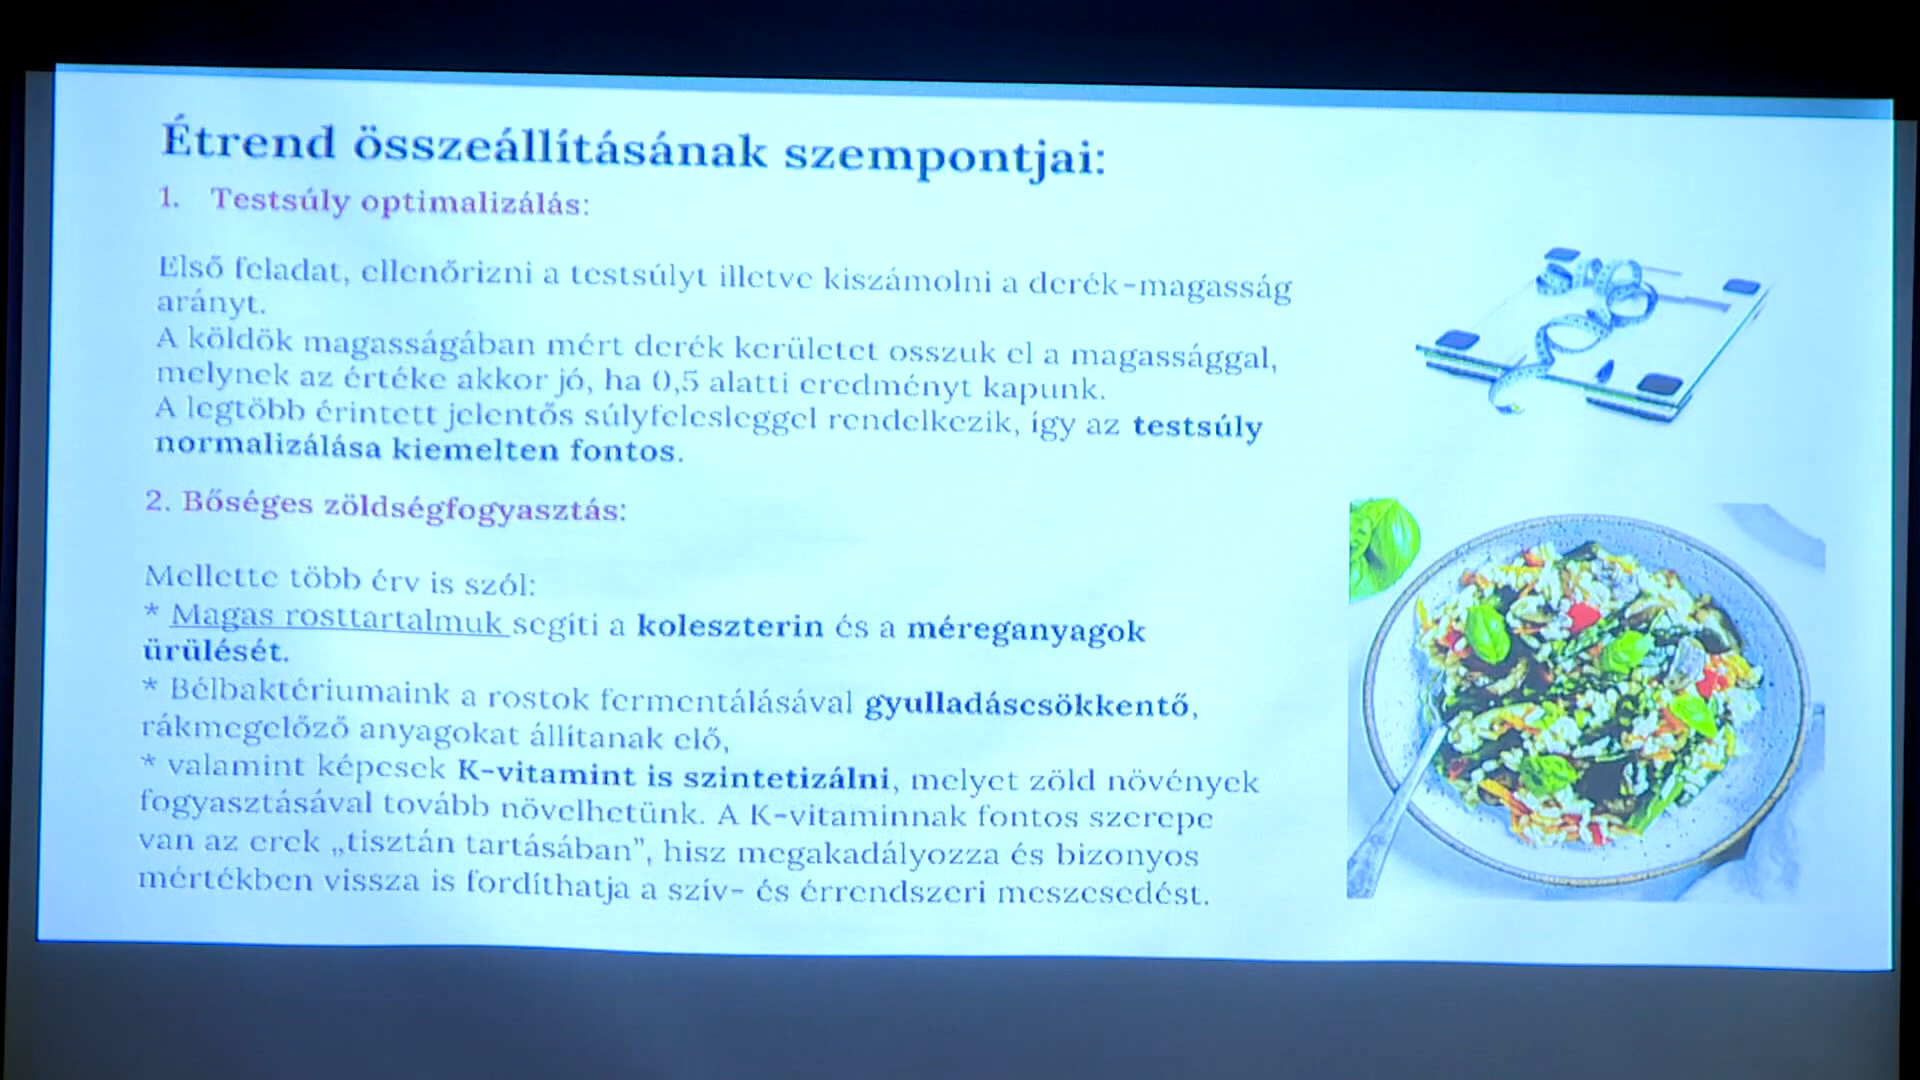 Étrend összeállításának szempontjai:
1. Testsúly optimalizálás:
Első feladat, ellenőrizni a testsúlyt illetve kiszámolni a derék-magasság
arányt.
A köldök magasságában mért derék kerületet osszuk el a magassággal,
melynek az értéke akkor jó, ha 0,5 alatti eredményt kapunk.
A legtöbb érintett jelentős súlyfelesleggel rendelkezik, így az testsúly
normalizálása kiemelten fontos.
2. Bőséges zöldségfogyasztás:
Mellette több érv is szól:
* Magas rosttartalmuk segíti a koleszterin és a méreganyagok
ürülését.
* Bélbaktériumaink a rostok fermentálásával gyulladáscsökkentő,
rákmegelőző anyagokat állítanak elő,
* valamint képesek K-vitamint is szintetizálni, melyet zöld növények
fogyasztásával tovább növelhetünk. A K-vitaminnak fontos szerepe
van az erek „tisztán tartásában”, hisz megakadályozza és bizonyos
mértékben vissza is fordíthatja a szív- és érrendszeri meszesedést.